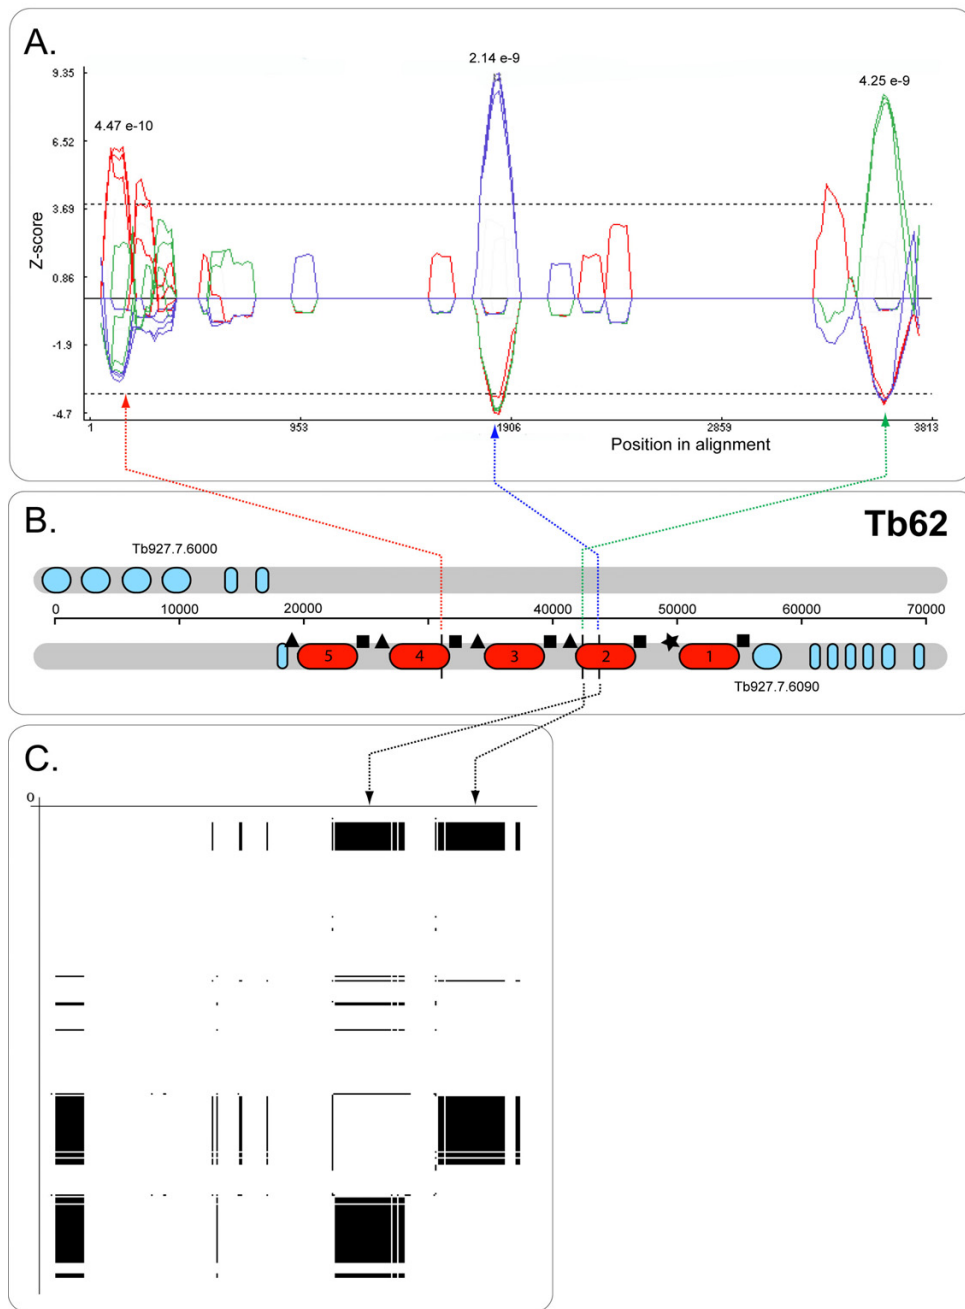 A.
2.14 e-9
4.25 e-9
4.47 e-10
9.35
6.52
3.69
0.86
-1.9
-4.7
Z-score
1
953
1906
2859
3813
Position in alignment
B.
Tb62
Tb927.7.6000
0
10000
20000
40000
50000
60000
70000
5
4
3
2
1
Tb927.7.6090
C.
0